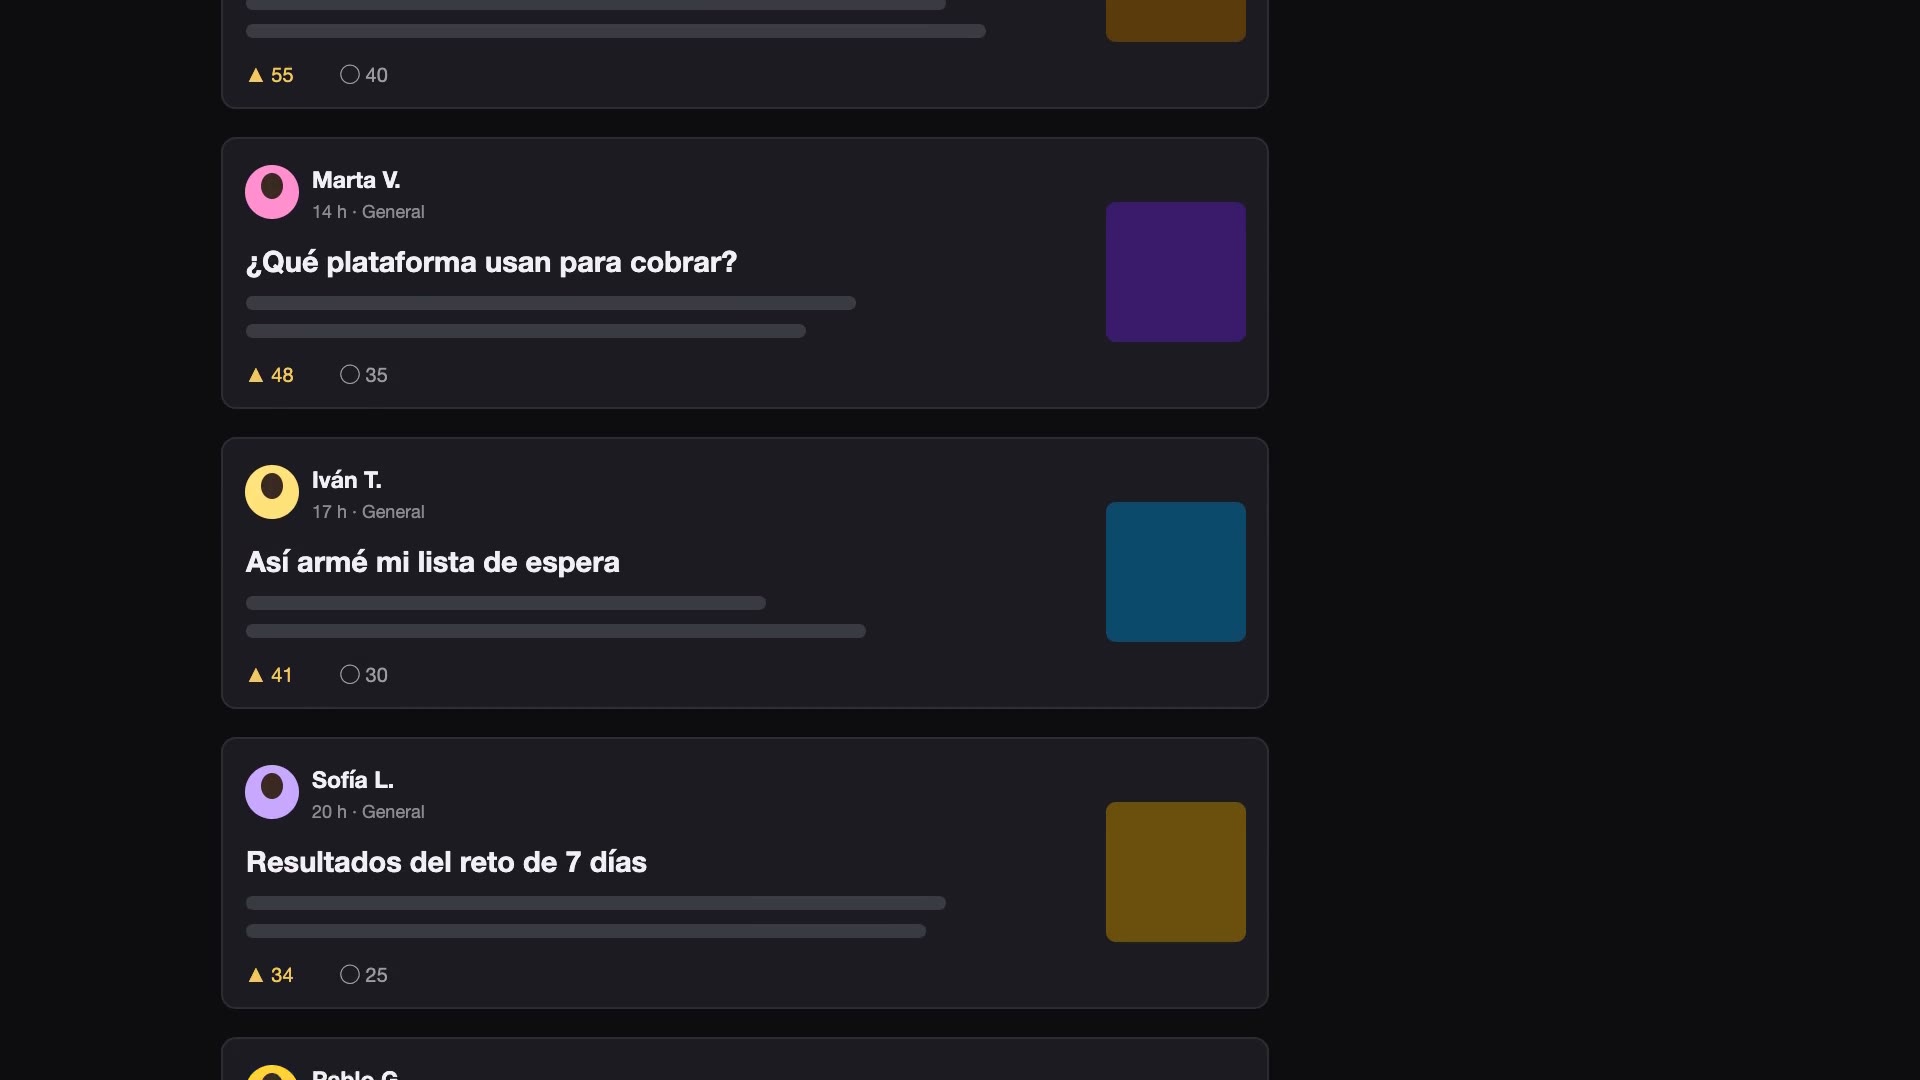 ▲ 55 ◯ 40
Marta V.
14 h · General
¿Qué plataforma usan para cobrar?
▲ 48 ◯ 35
Iván T.
17 h · General
Así armé mi lista de espera
▲ 41 ◯ 30
Sofía L.
20 h · General
Resultados del reto de 7 días
▲ 34 ◯ 25
Pablo G.